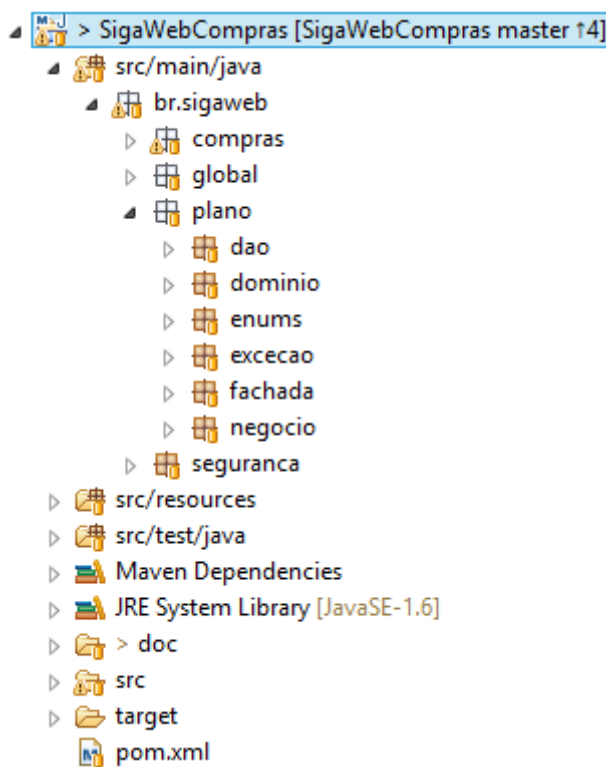 > SigaWebCompras [SigaWebCompras master ↑4]
src/main/java
br.sigaweb
compras
global
plano
dao
dominio
enums
excecao
fachada
negocio
seguranca
src/resources
src/test/java
Maven Dependencies
JRE System Library [JavaSE-1.6]
> doc
src
target
pom.xml